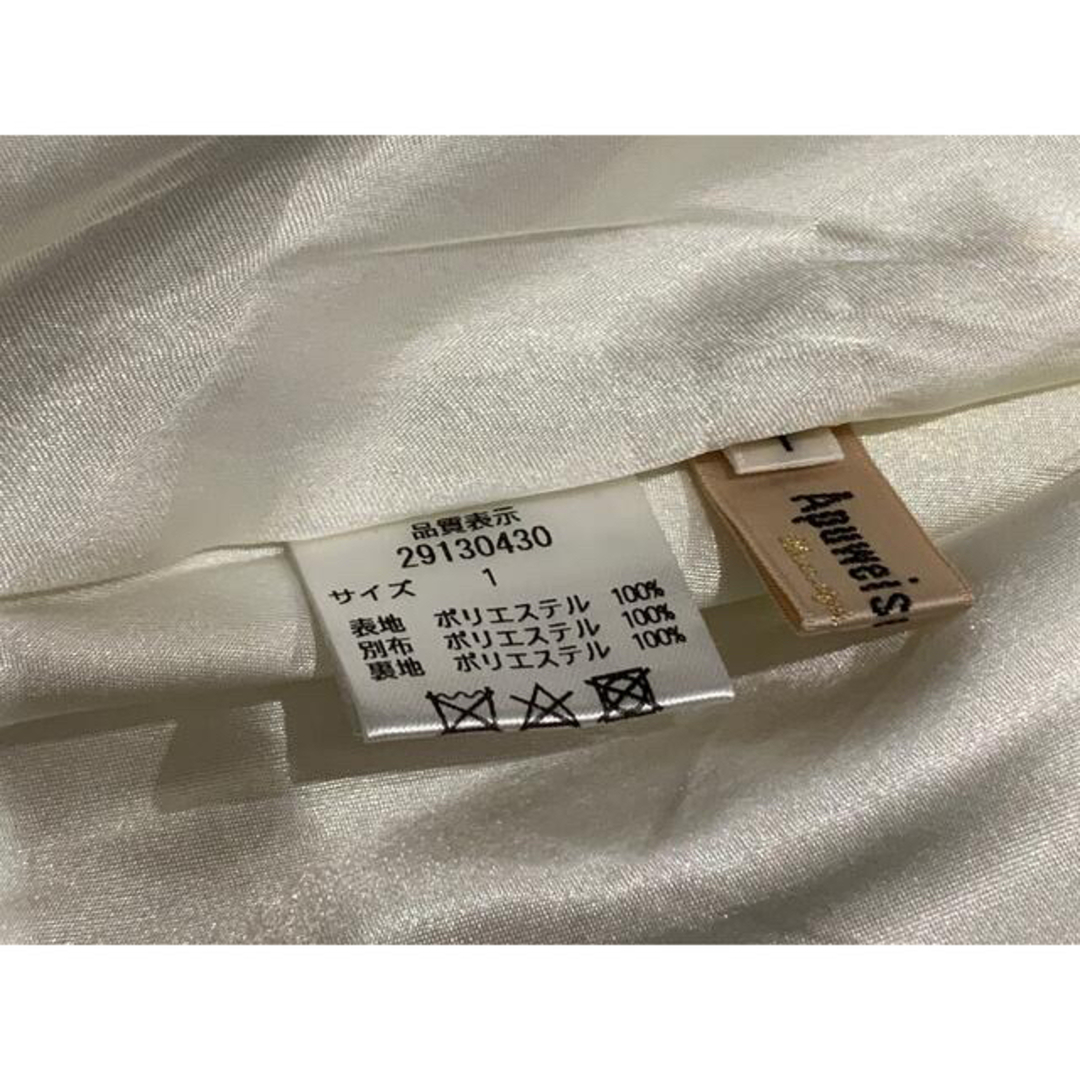 品質表示
29130430
サイズ 1
表地 ポリエステル 100%
別布 ポリエステル 100%
裏地 ポリエステル 100%
Apuweis